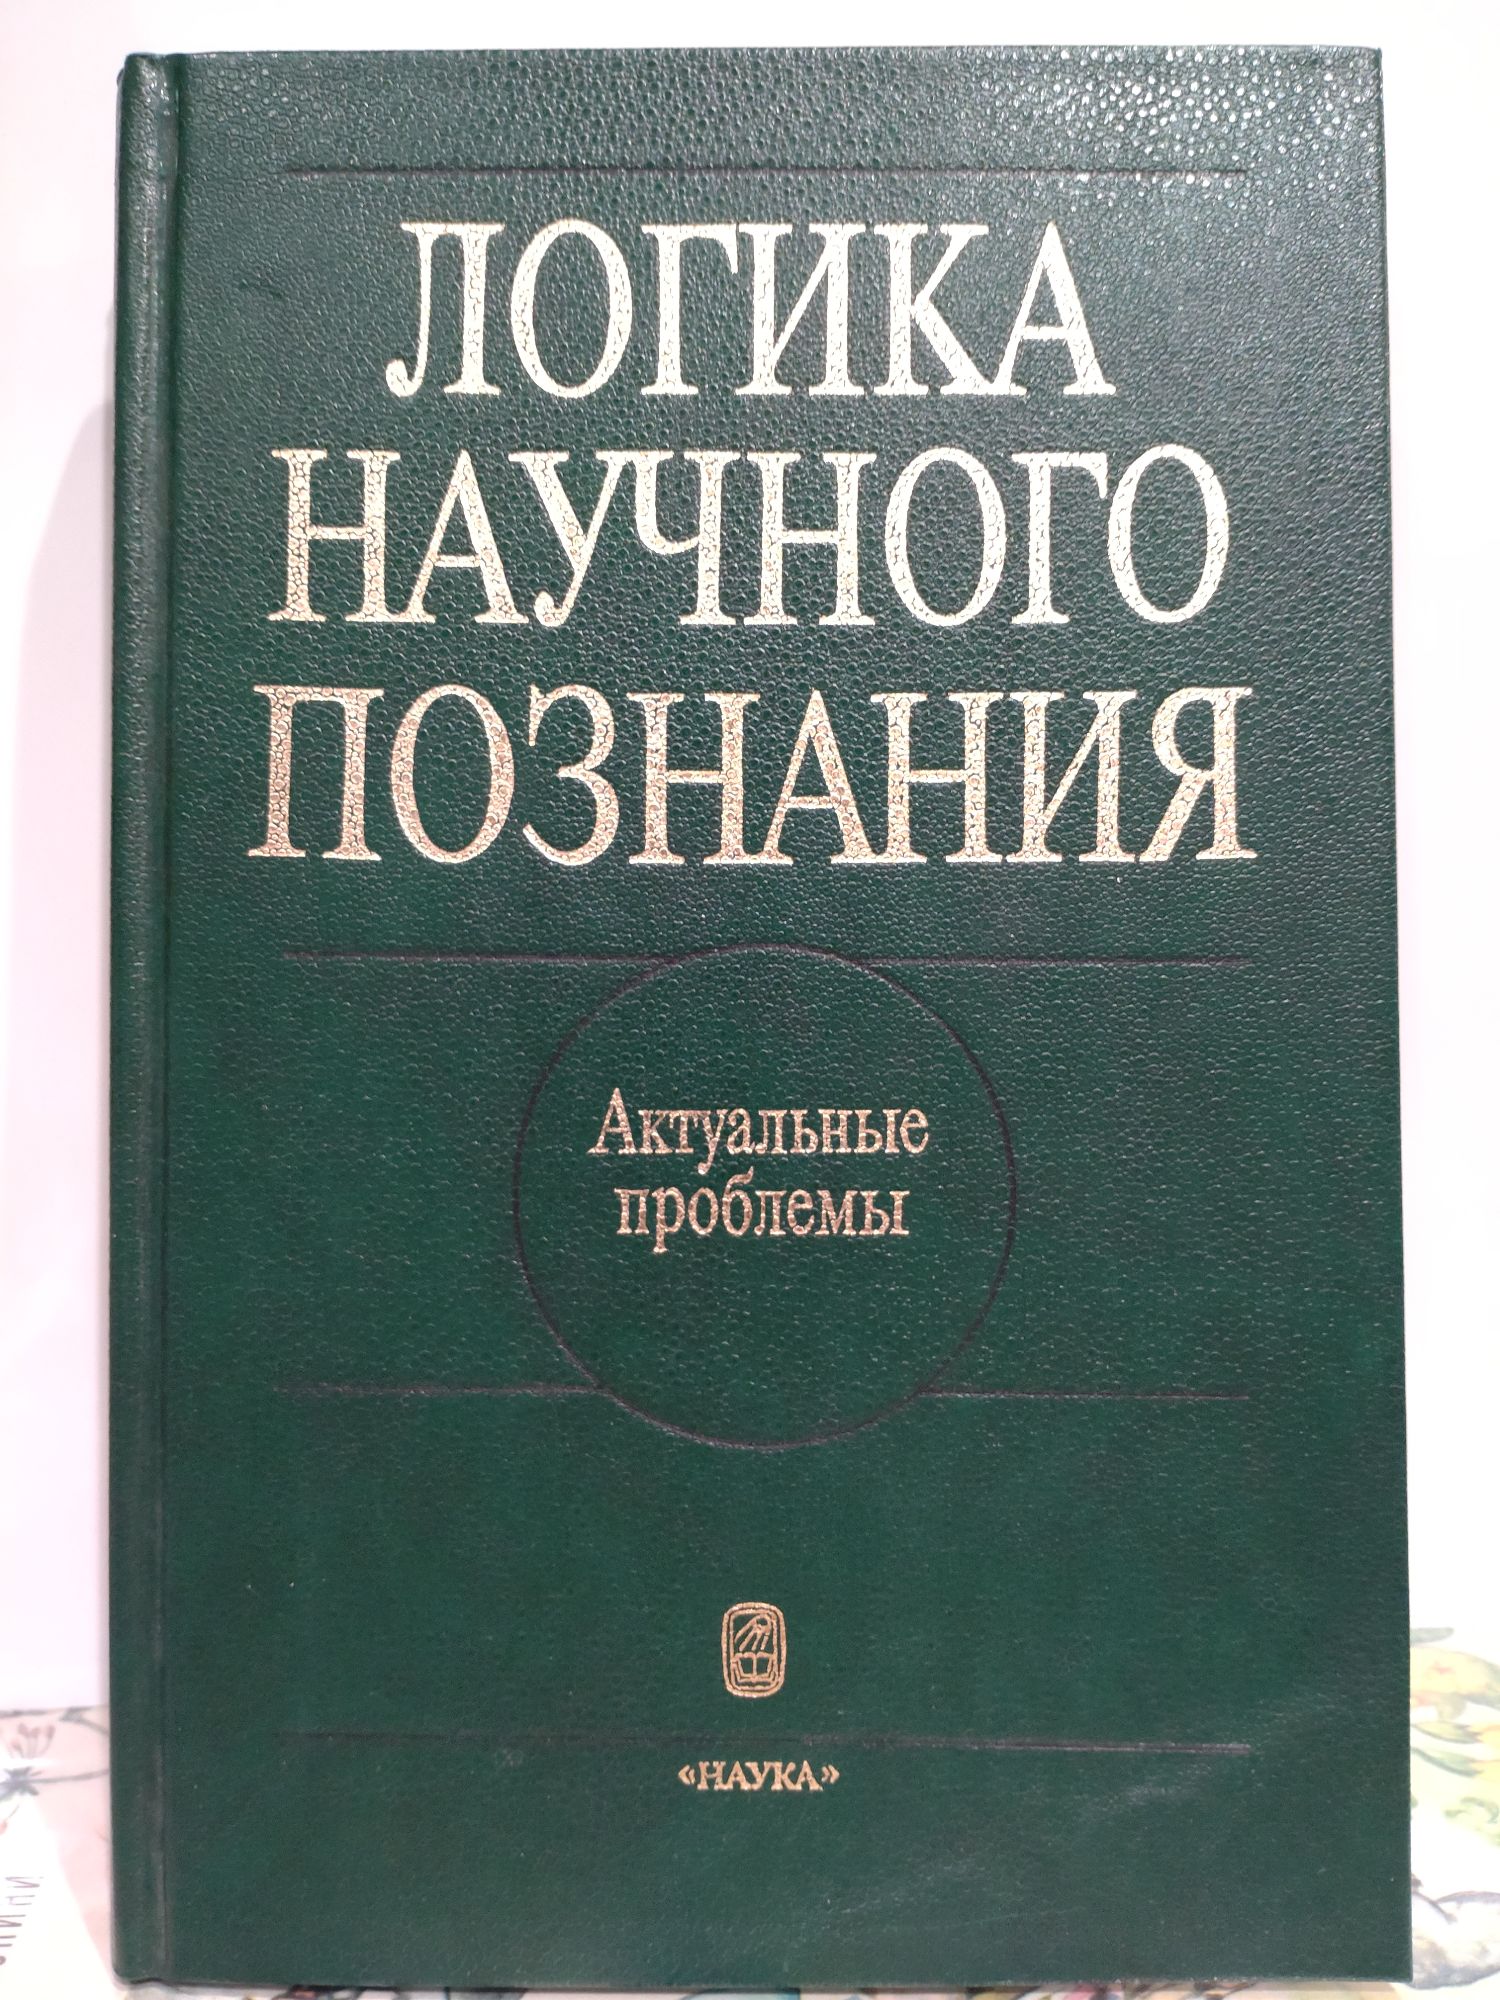 ЛОГИКА
НАУЧНОГО
ПОЗНАНИЯ
Актуальные
проблемы
«НАУКА»